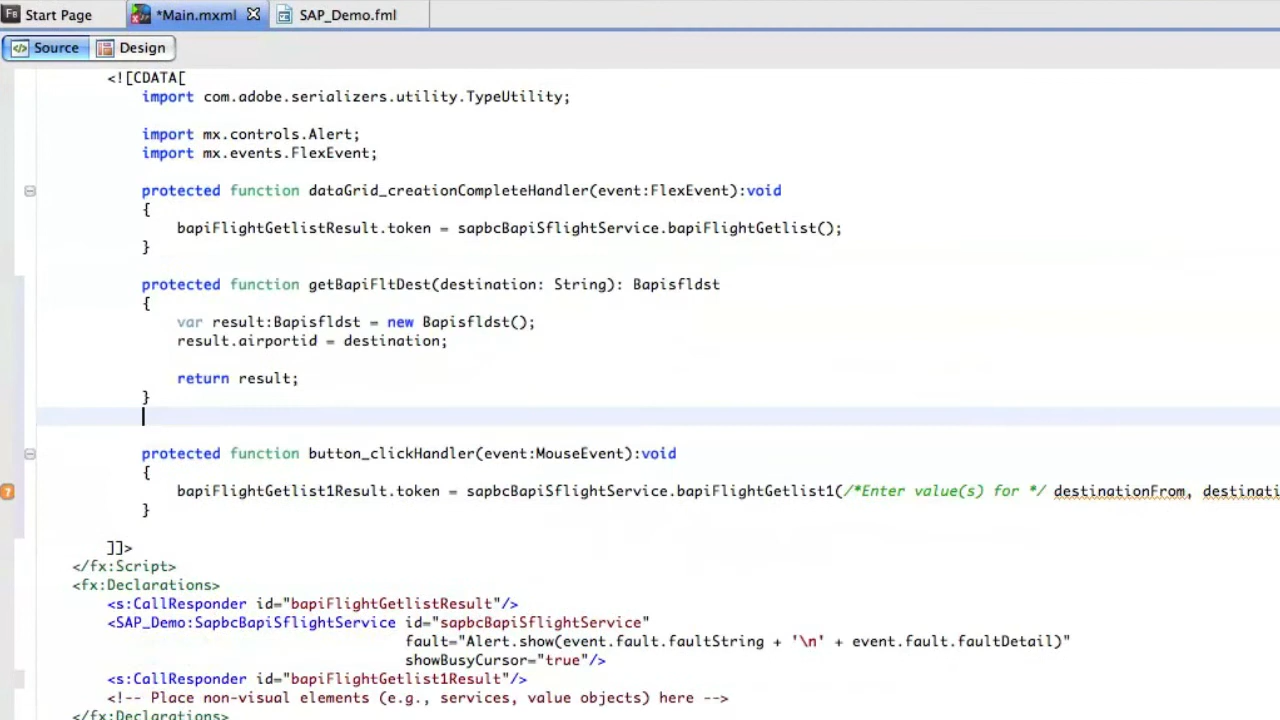 Fb Start Page *Main.mxml SAP_Demo.fml
Source Design
<![CDATA[
import com.adobe.serializers.utility.TypeUtility;
import mx.controls.Alert;
import mx.events.FlexEvent;
protected function dataGrid_creationCompleteHandler(event:FlexEvent):void
{
bapiFlightGetlistResult.token = sapbcBapiSflightService.bapiFlightGetlist();
}
protected function getBapiFltDest(destination: String): Bapisfldst
{
var result:Bapisfldst = new Bapisfldst();
result.airportid = destination;
return result;
}
protected function button_clickHandler(event:MouseEvent):void
{
bapiFlightGetlist1Result.token = sapbcBapiSflightService.bapiFlightGetlist1(/*Enter value(s) for */ destinationFrom, destinati
}
]]>
</fx:Script>
<fx:Declarations>
<s:CallResponder id="bapiFlightGetlistResult"/>
<SAP_Demo:SapbcBapiSflightService id="sapbcBapiSflightService"
fault="Alert.show(event.fault.faultString + '\n' + event.fault.faultDetail)"
showBusyCursor="true"/>
<s:CallResponder id="bapiFlightGetlist1Result"/>
<!-- Place non-visual elements (e.g., services, value objects) here -->
</fx:Declarations>